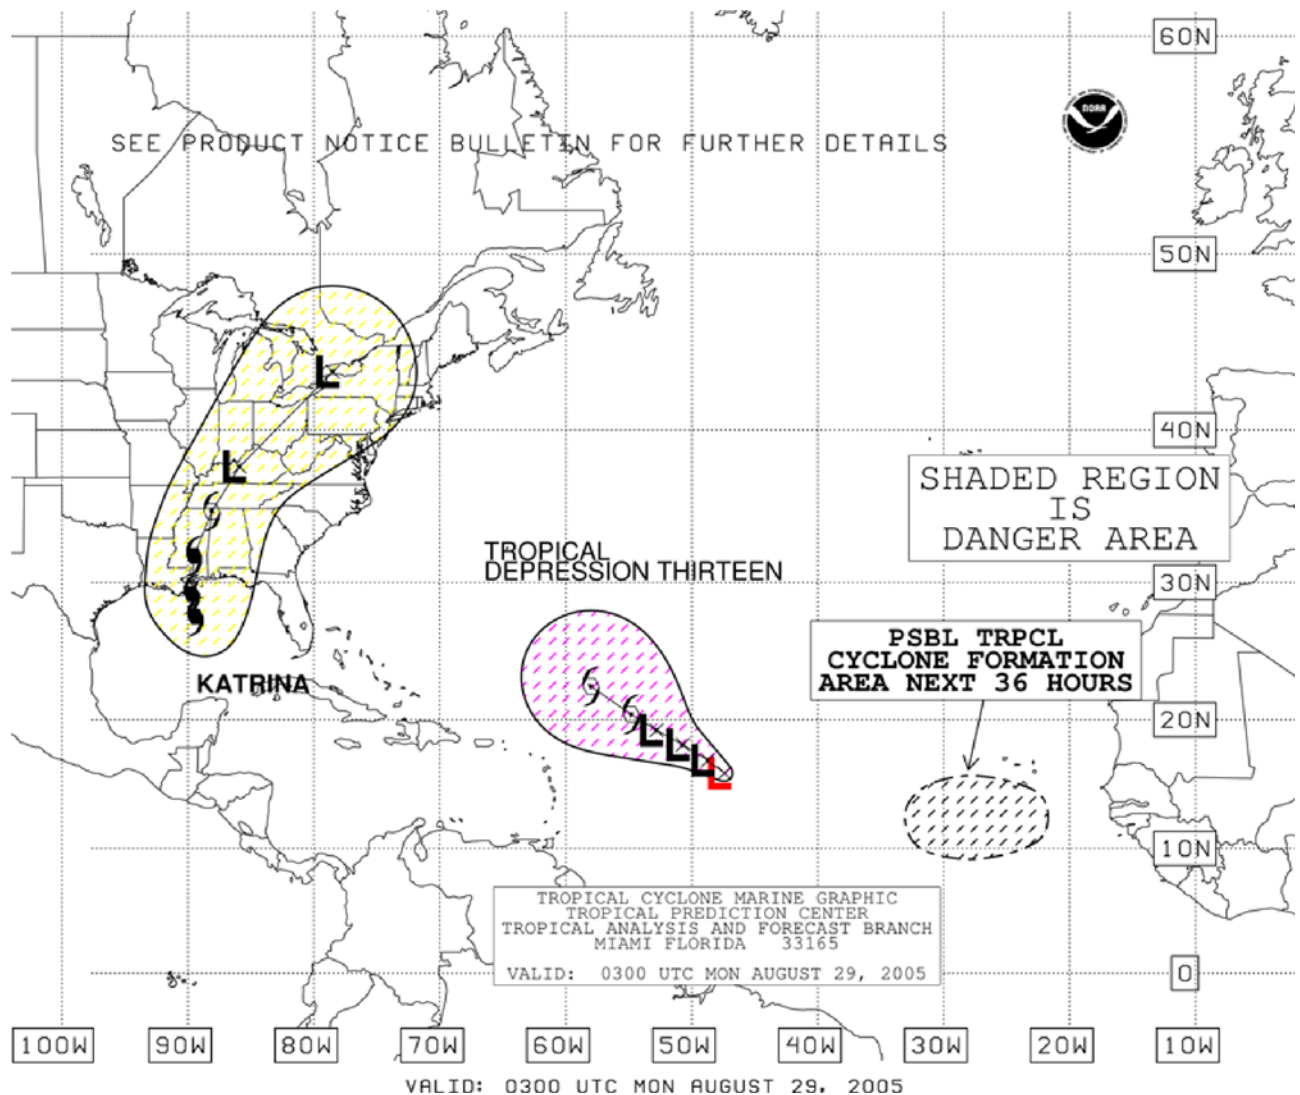 60N
NOAA
SEE PRODUCT NOTICE BULLETIN FOR FURTHER DETAILS
50N
40N
SHADED REGION
IS
DANGER AREA
TROPICAL
DEPRESSION THIRTEEN
30N
PSBL TRPCL
CYCLONE FORMATION
AREA NEXT 36 HOURS
KATRINA
L
L
L
L
L
L
20N
10N
TROPICAL CYCLONE MARINE GRAPHIC
TROPICAL PREDICTION CENTER
TROPICAL ANALYSIS AND FORECAST BRANCH
MIAMI FLORIDA 33165
VALID: 0300 UTC MON AUGUST 29, 2005
0
100W 90W 80W 70W 60W 50W 40W 30W 20W 10W
VALID: 0300 UTC MON AUGUST 29, 2005